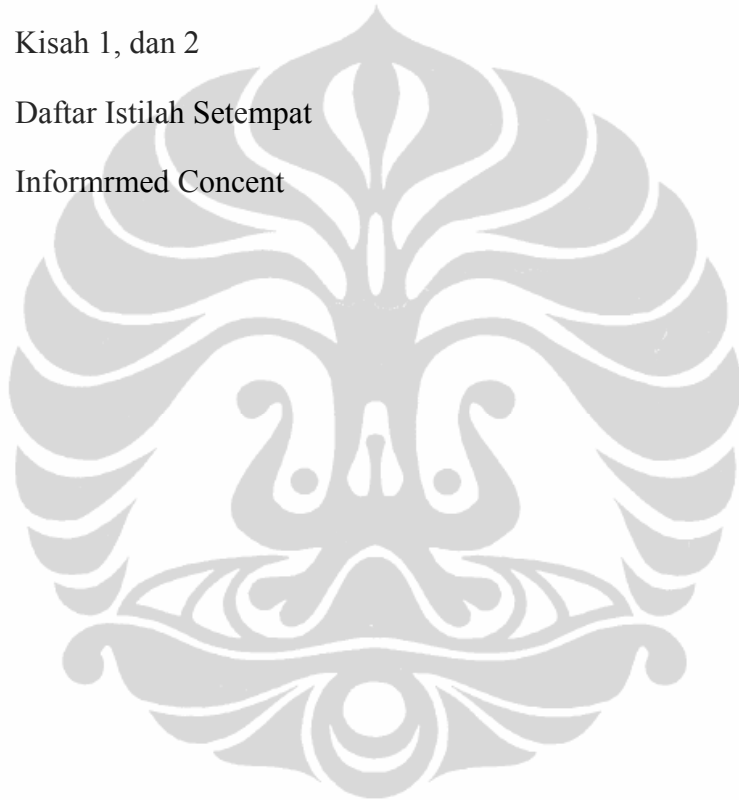 Kisah 1, dan 2
Daftar Istilah Setempat
Informrmed Concent